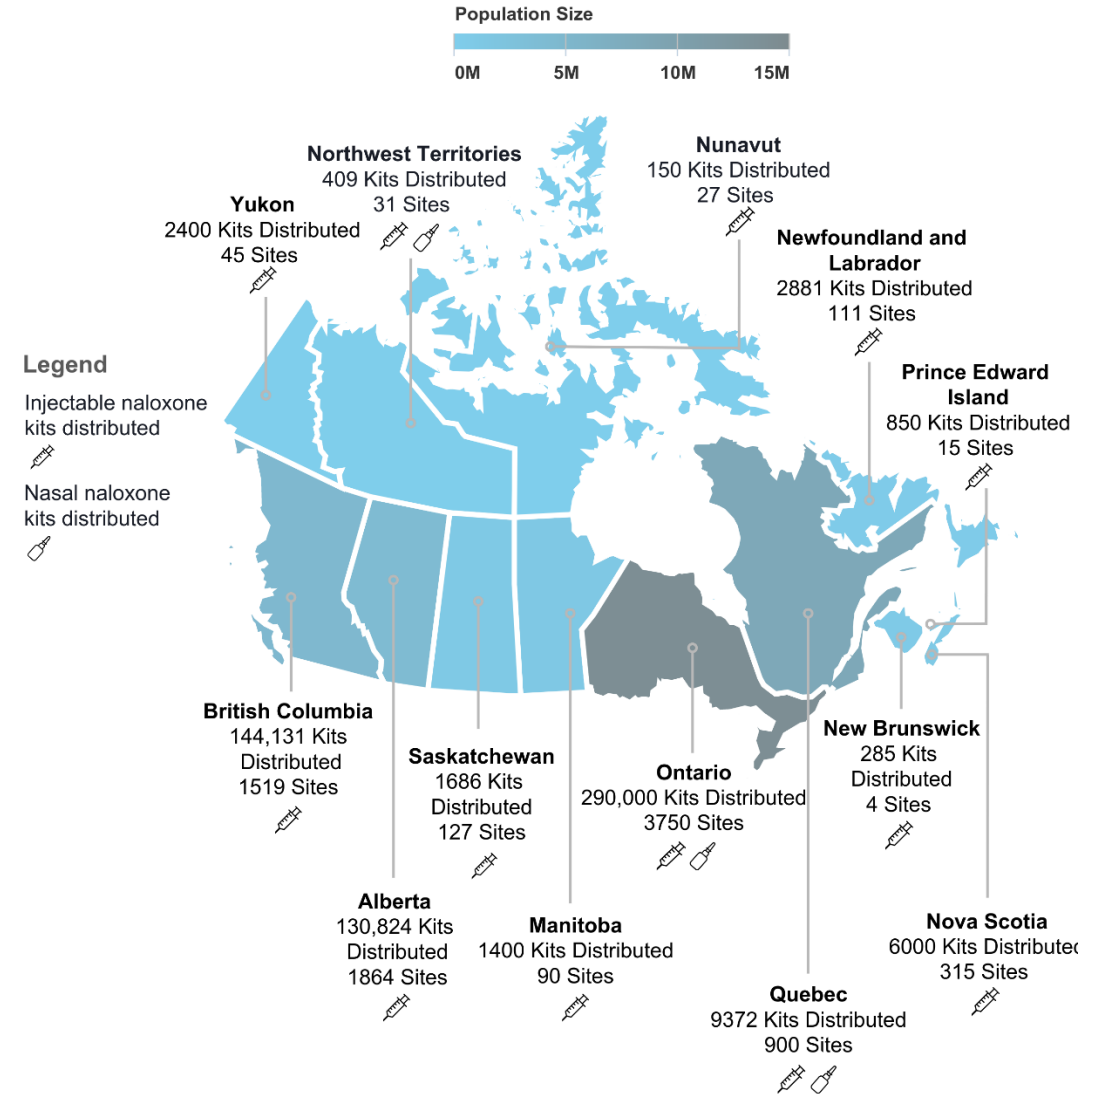 Population Size
0M 5M 10M 15M
Northwest Territories
409 Kits Distributed
31 Sites
Nunavut
150 Kits Distributed
27 Sites
Yukon
2400 Kits Distributed
45 Sites
Newfoundland and
Labrador
2881 Kits Distributed
111 Sites
Prince Edward
Island
850 Kits Distributed
15 Sites
Legend
Injectable naloxone
kits distributed
Nasal naloxone
kits distributed
British Columbia
144,131 Kits
Distributed
1519 Sites
Saskatchewan
1686 Kits
Distributed
127 Sites
Ontario
290,000 Kits Distributed
3750 Sites
New Brunswick
285 Kits
Distributed
4 Sites
Alberta
130,824 Kits
Distributed
1864 Sites
Manitoba
1400 Kits Distributed
90 Sites
Nova Scotia
6000 Kits Distributec
315 Sites
Quebec
9372 Kits Distributed
900 Sites